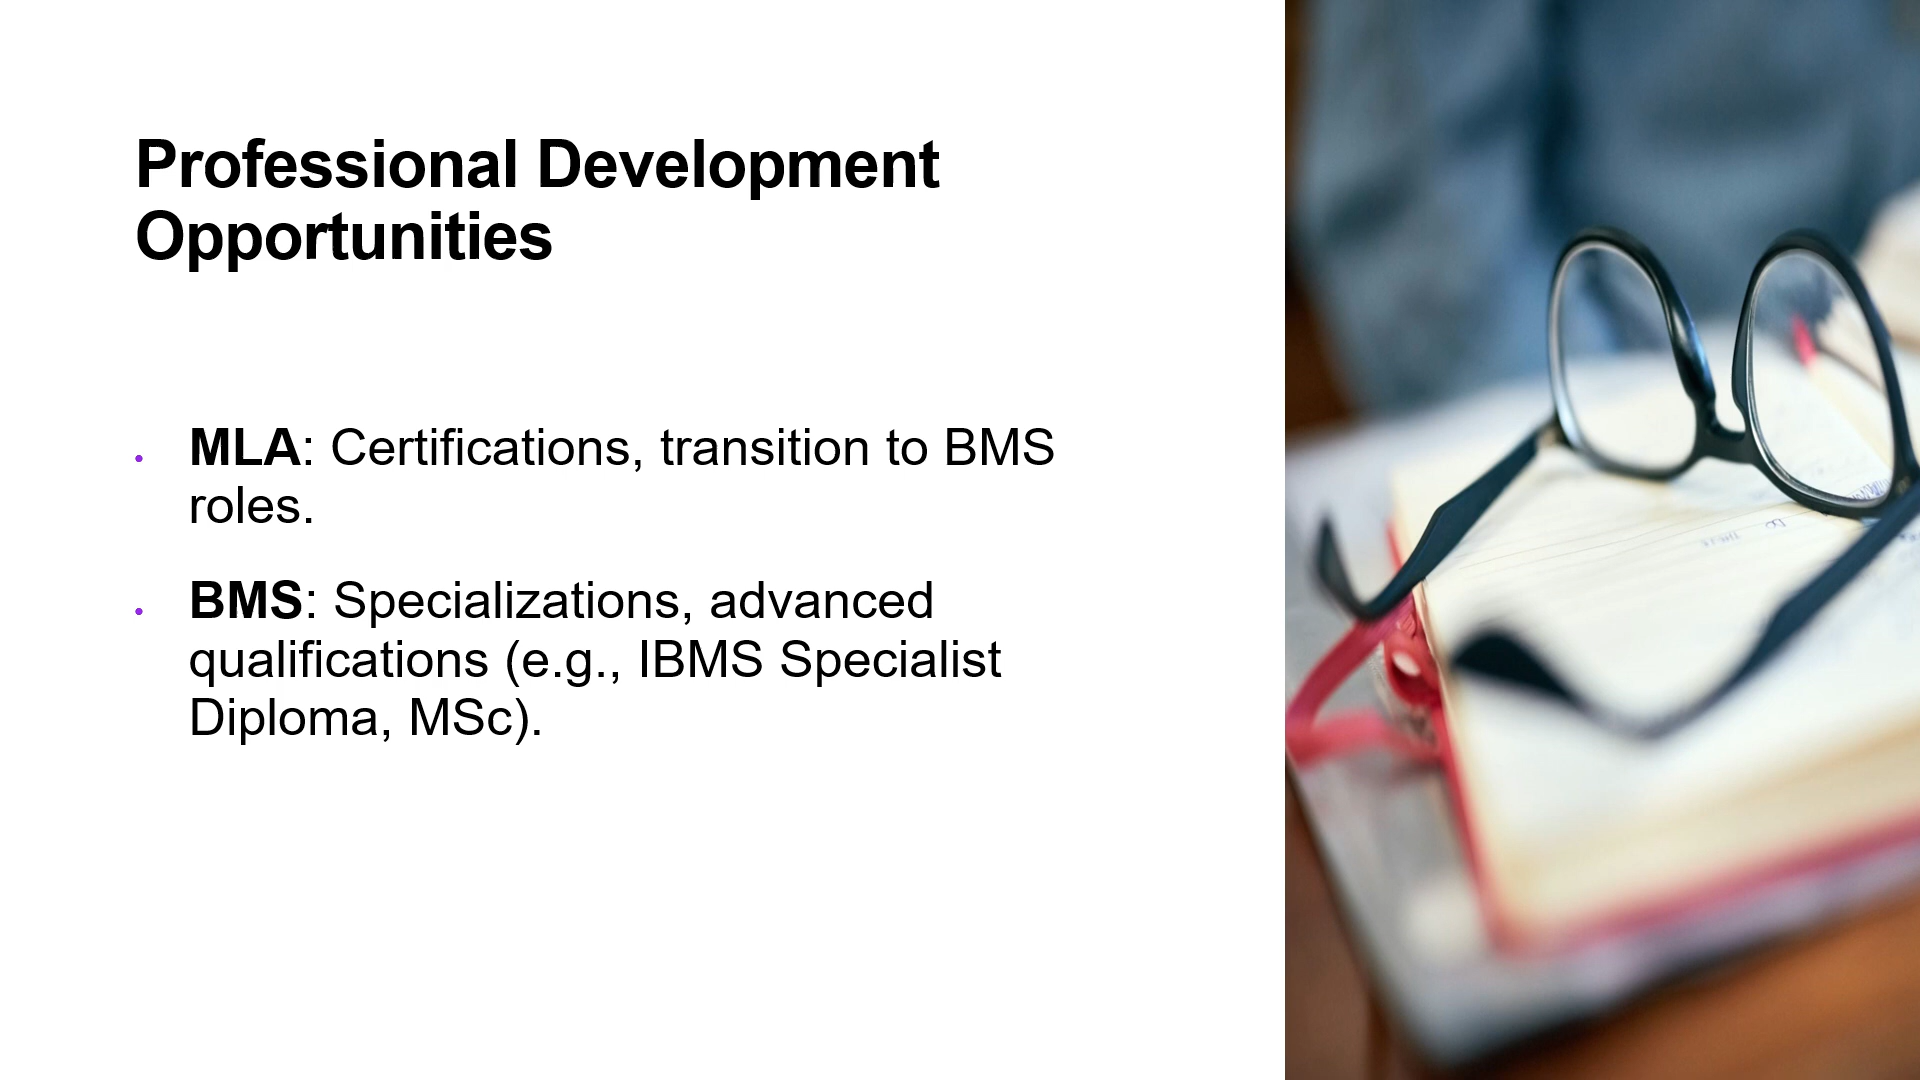 Professional Development
Opportunities
• MLA: Certifications, transition to BMS
roles.
• BMS: Specializations, advanced
qualifications (e.g., IBMS Specialist
Diploma, MSc).